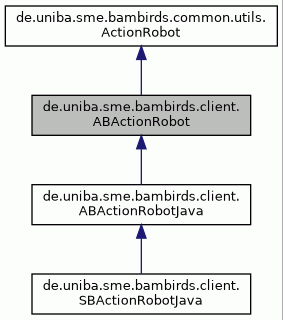 de.uniba.sme.bambirds.common.utils.
ActionRobot
de.uniba.sme.bambirds.client.
ABActionRobot
de.uniba.sme.bambirds.client.
ABActionRobotJava
de.uniba.sme.bambirds.client.
SBActionRobotJava